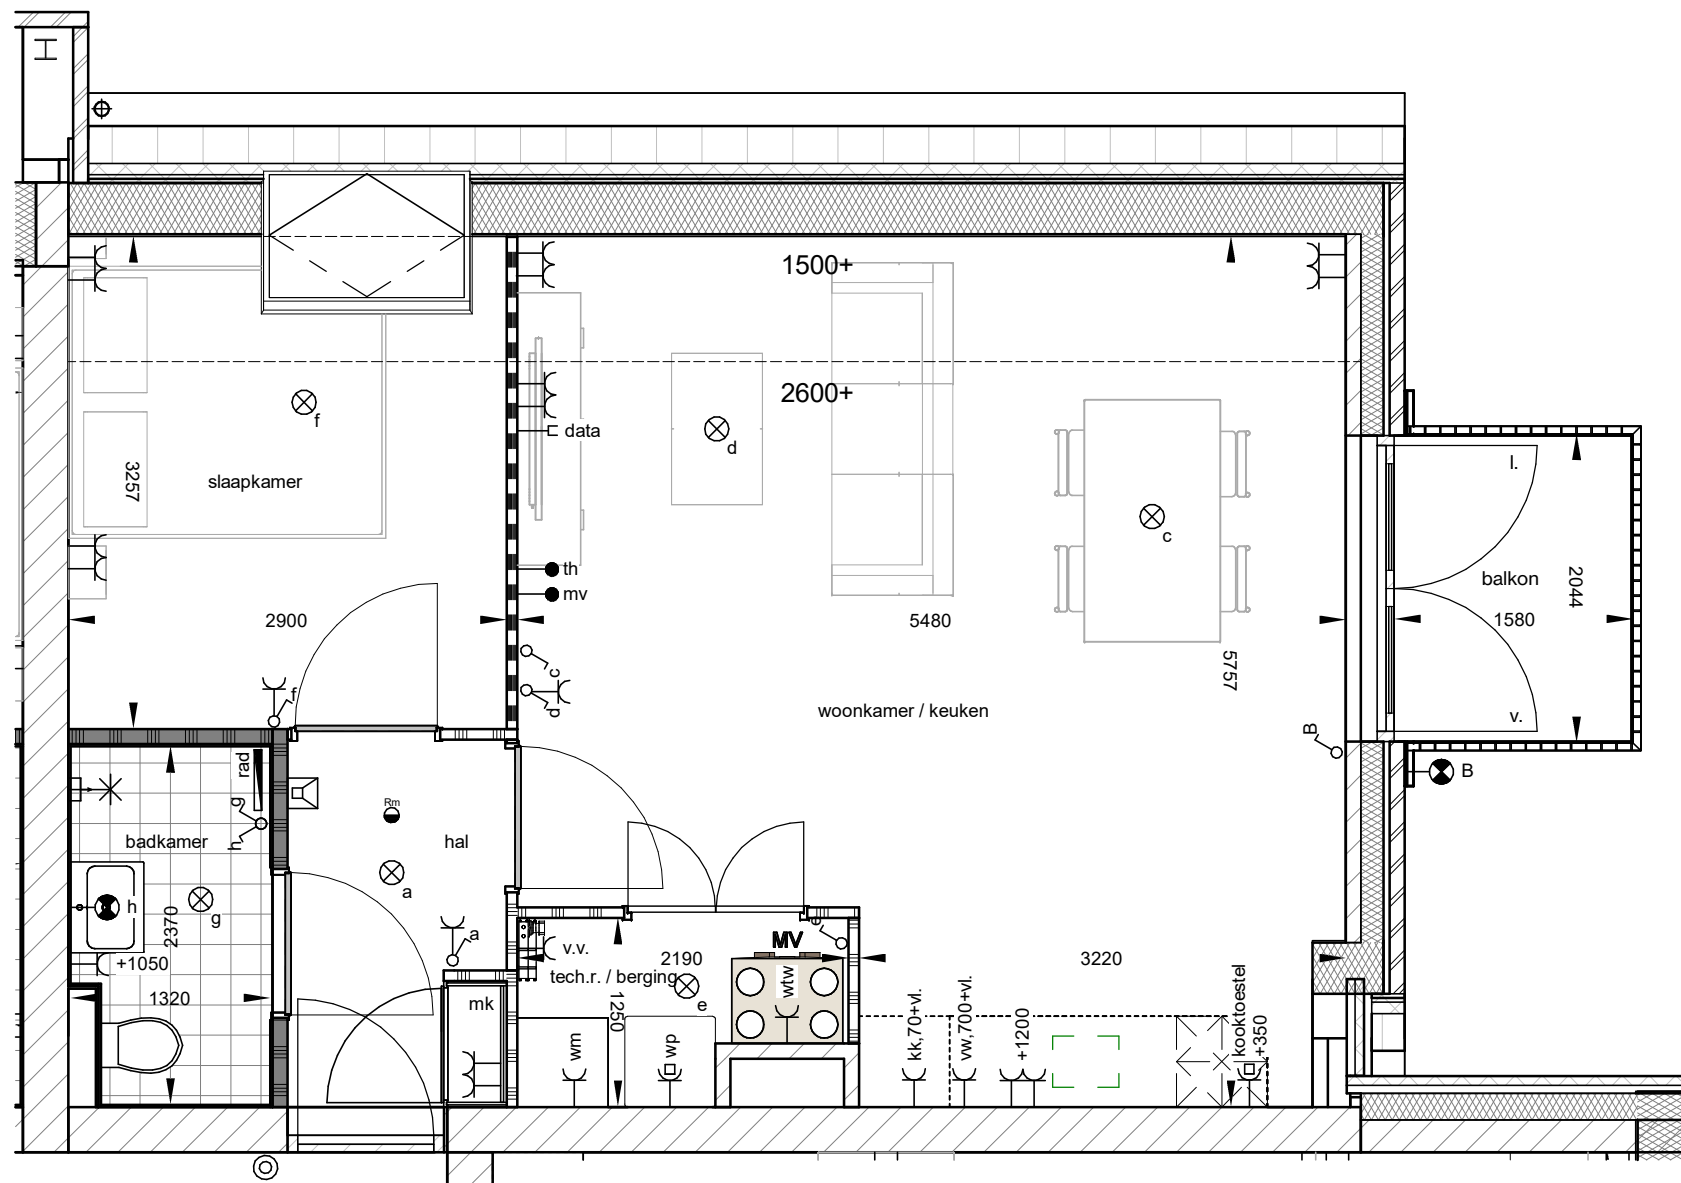 H
1500+
2600+
f
data
d
3257
slaapkamer
c
l.
balkon
2044
1580
th
mv
2900
5480
5757
c
d
f
woonkamer / keuken
v.
B
B
rad
g
h
badkamer
Rm
hal
a
h
g
2370
+1050
1320
a
mk
v.v.
2190
MV
e
tech.r. / berging
e
1250
wtw
3220
wm
wp
kk,70+vl.
vw,700+vl.
+1200
kooktoestel
+350